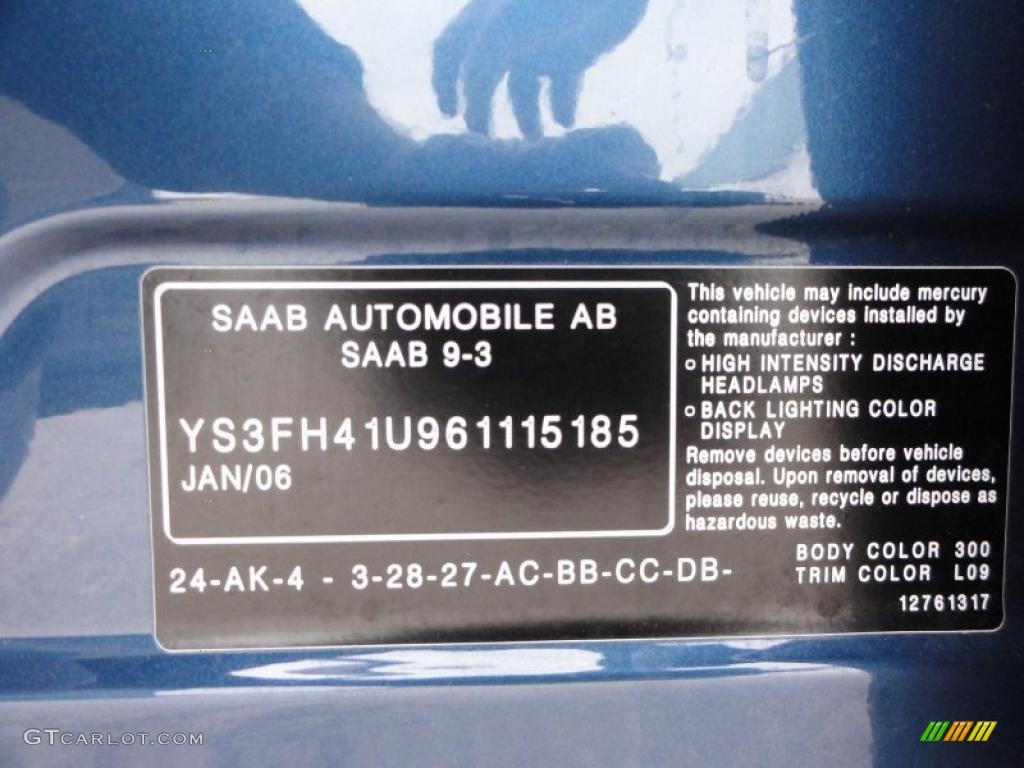 SAAB AUTOMOBILE AB
SAAB 9-3
YS3FH41U961115185
JAN/06
This vehicle may include mercury
containing devices installed by
the manufacturer :
HIGH INTENSITY DISCHARGE
HEADLAMPS
BACK LIGHTING COLOR
DISPLAY
Remove devices before vehicle
disposal. Upon removal of devices,
please reuse, recycle or dispose as
hazardous waste.
24-AK-4 - 3-28-27-AC-BB-CC-DB-
BODY COLOR 300
TRIM COLOR L09
12761317
GTCARLOT.COM